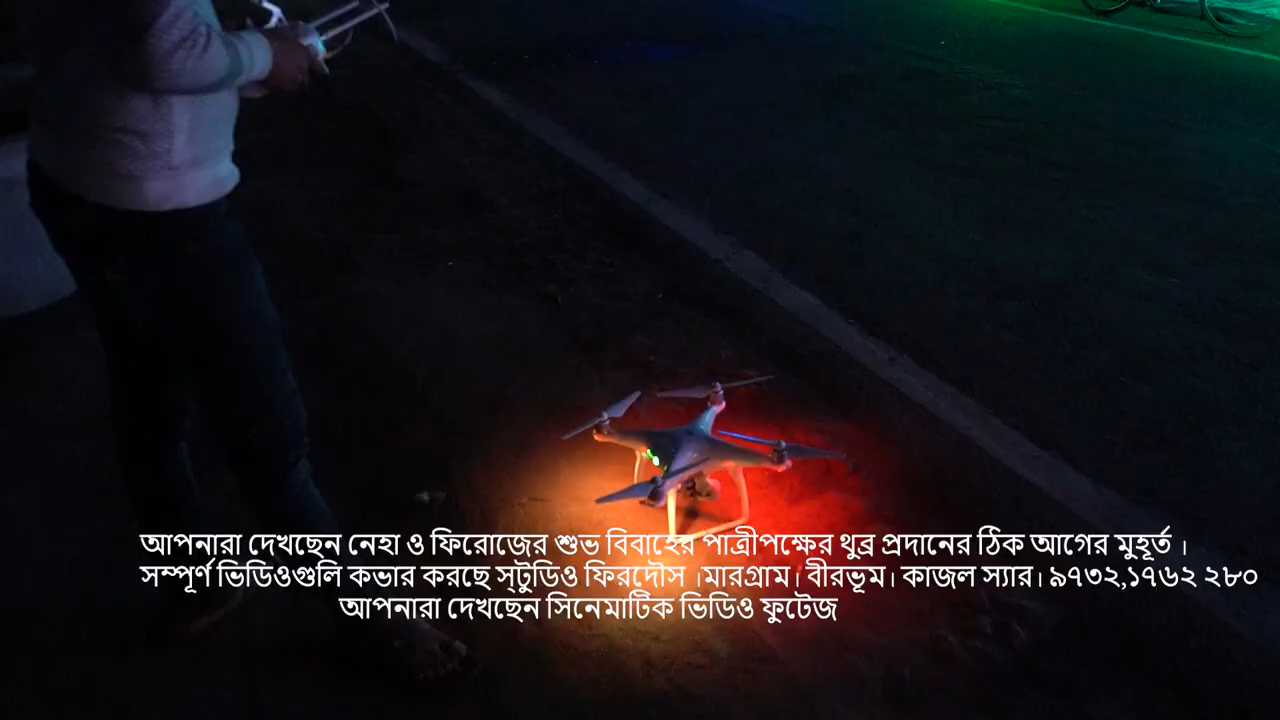 আপনারা দেখছেন নেহা ও ফিরোজের শুভ বিবাহের পাত্রীপক্ষের থুব্র প্রদানের ঠিক আগের মুহূর্ত ।
সম্পূর্ণ ভিডিওগুলি কভার করছে স্টুডিও ফিরদৌস ।মারগ্রাম। বীরভূম। কাজল স্যার। ৯৭৩২,১৭৬২ ২৮০
আপনারা দেখছেন সিনেমাটিক ভিডিও ফুটেজ